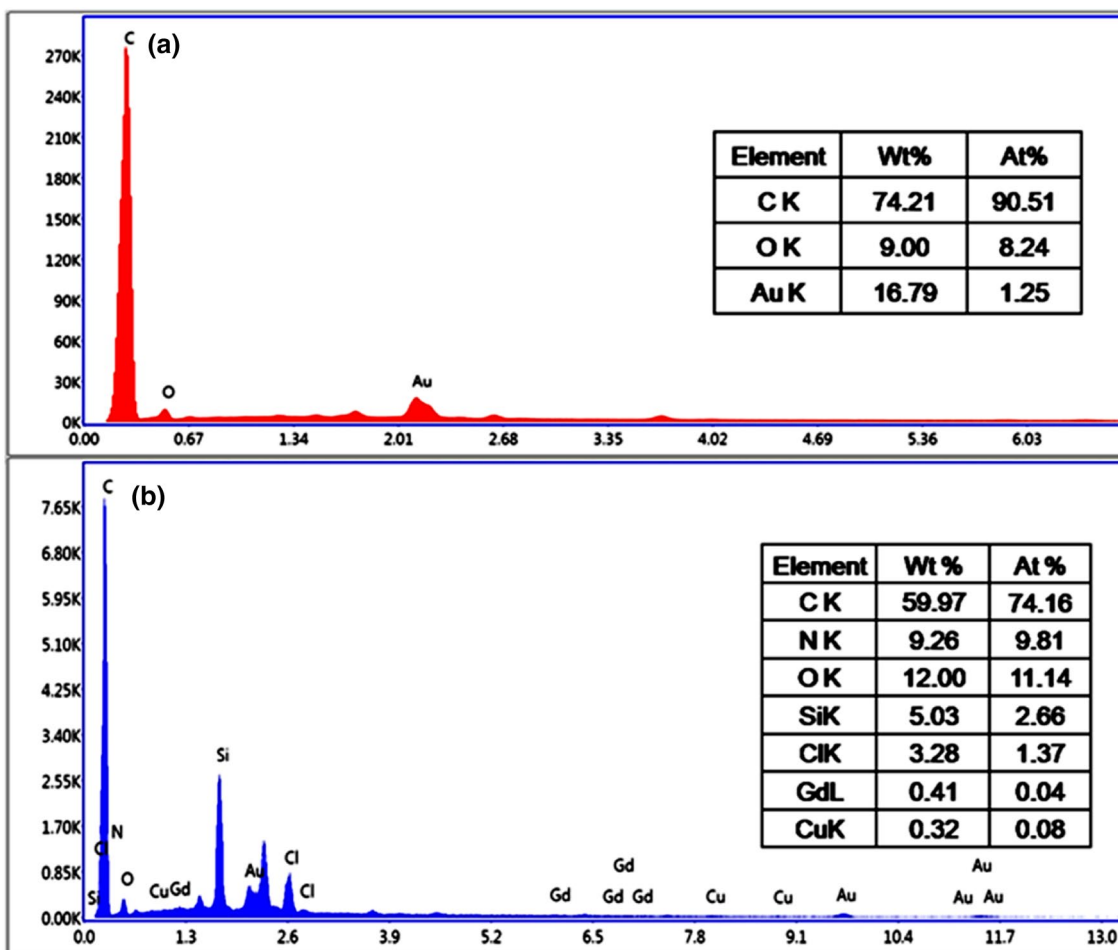 C
(a)
270K
240K
210K
180K
150K
120K
90K
60K
30K
0K
O
Au
Element Wt% At%
C K 74.21 90.51
O K 9.00 8.24
Au K 16.79 1.25
0.00 0.67 1.34 2.01 2.68 3.35 4.02 4.69 5.36 6.03
C
(b)
7.65K
6.80K
5.95K
5.10K
4.25K
3.40K
2.55K
1.70K
0.85K
0.00K
Element Wt % At %
C K 59.97 74.16
N K 9.26 9.81
O K 12.00 11.14
SiK 5.03 2.66
ClK 3.28 1.37
GdL 0.41 0.04
CuK 0.32 0.08
Si
N
Cl Cl Gd Au
O Au
Si Cu Gd Cl Gd Gd Gd Cu Cu Au Au Au
0.0 1.3 2.6 3.9 5.2 6.5 7.8 9.1 10.4 11.7 13.0